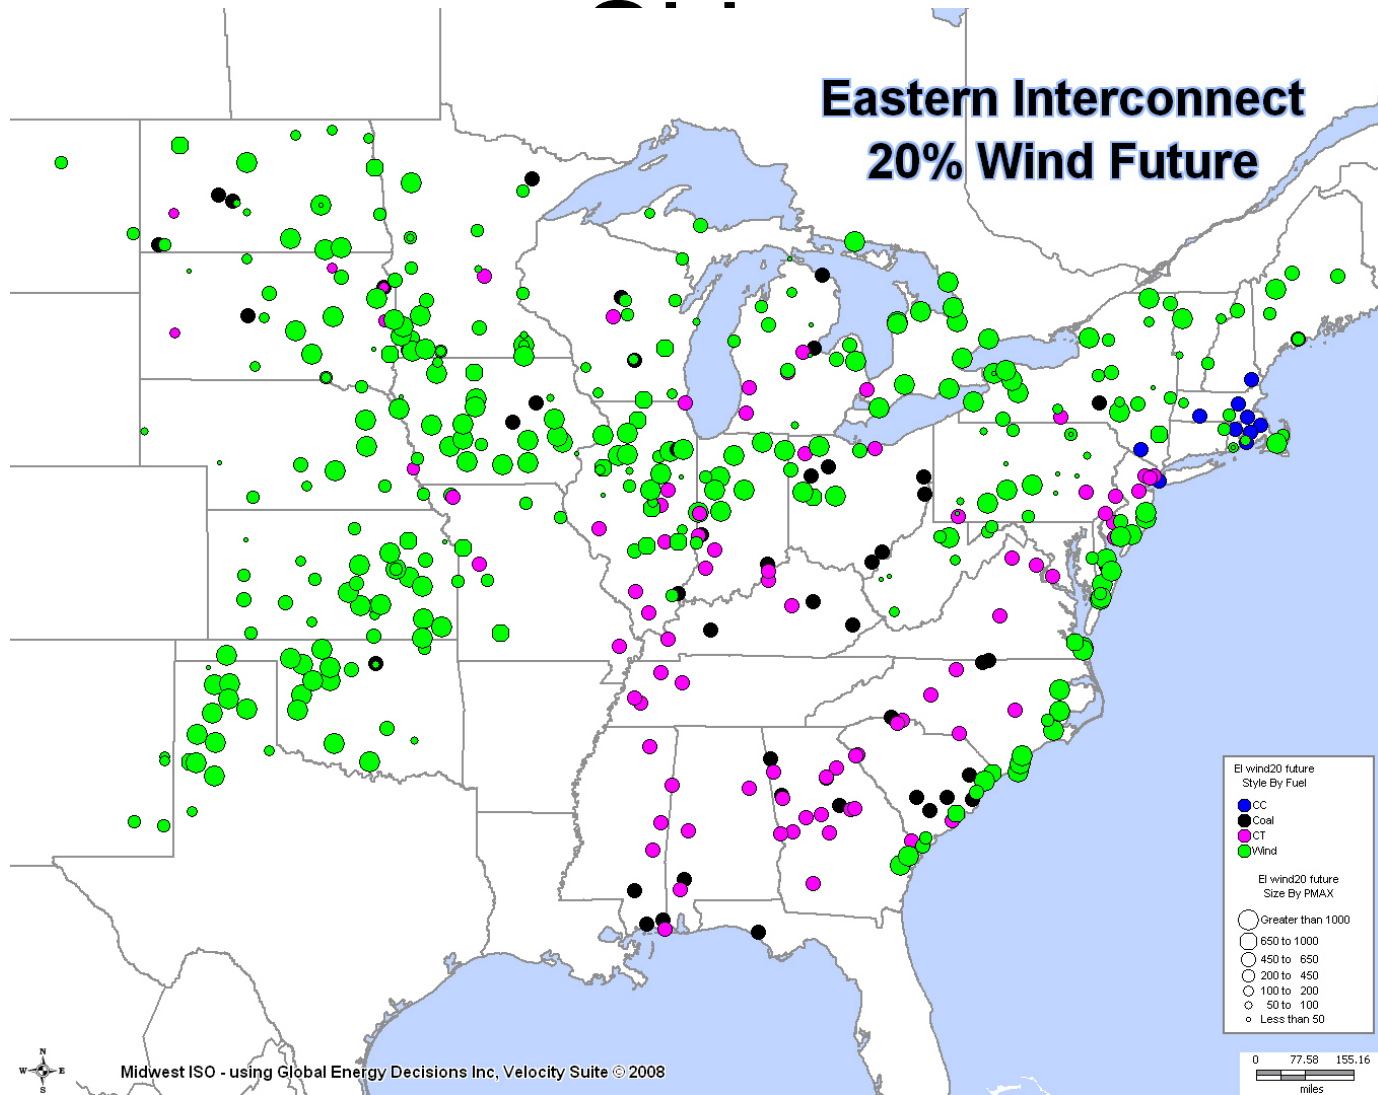 Eastern Interconnect
20% Wind Future
EI wind20 future
Style By Fuel
CC
Coal
CT
Wind
EI wind20 future
Size By PMAX
Greater than 1000
650 to 1000
450 to 650
200 to 450
100 to 200
50 to 100
Less than 50
N
W E
S
Midwest ISO - using Global Energy Decisions Inc, Velocity Suite © 2008
0 77.58 155.16
miles